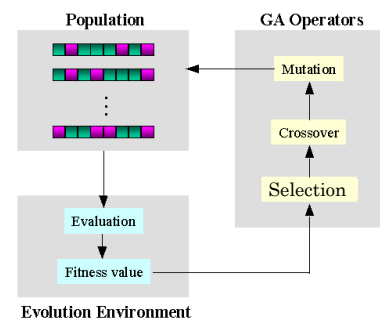 Population
GA Operators
Mutation
Crossover
Selection
Evaluation
Fitness value
Evolution Environment